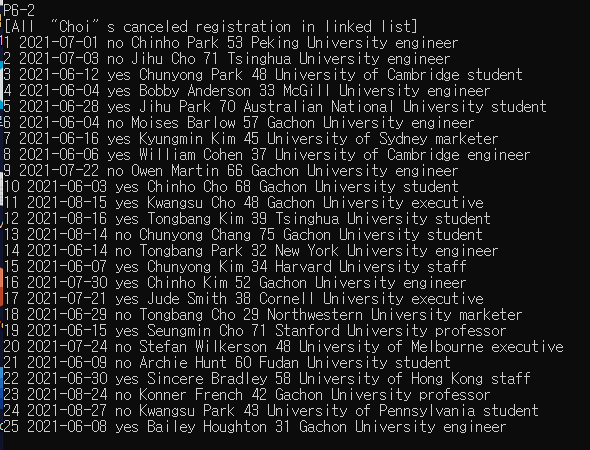 P6-2
[All “Choi” s canceled registration in linked list]
1 2021-07-01 no Chinho Park 53 Peking University engineer
2 2021-07-03 no Jihu Cho 71 Tsinghua University engineer
3 2021-06-12 yes Chunyong Park 48 University of Cambridge student
4 2021-06-04 yes Bobby Anderson 33 McGill University engineer
5 2021-06-28 yes Jihu Park 70 Australian National University student
6 2021-06-04 no Moises Barlow 57 Gachon University engineer
7 2021-06-16 yes Kyungmin Kim 45 University of Sydney marketer
8 2021-06-06 yes William Cohen 37 University of Cambridge engineer
9 2021-07-22 no Owen Martin 66 Gachon University engineer
10 2021-06-03 yes Chinho Cho 68 Gachon University student
11 2021-08-15 yes Kwangsu Cho 48 Gachon University executive
12 2021-08-16 yes Tongbang Kim 39 Tsinghua University student
13 2021-08-14 no Chunyong Chang 75 Gachon University student
14 2021-06-14 no Tongbang Park 32 New York University engineer
15 2021-06-07 yes Chunyong Kim 34 Harvard University staff
16 2021-07-30 yes Chinho Kim 52 Gachon University engineer
17 2021-07-21 yes Jude Smith 38 Cornell University executive
18 2021-06-29 no Tongbang Cho 29 Northwestern University marketer
19 2021-06-15 yes Seungmin Cho 71 Stanford University professor
20 2021-07-24 no Stefan Wilkerson 48 University of Melbourne executive
21 2021-06-09 no Archie Hunt 60 Fudan University student
22 2021-06-30 yes Sincere Bradley 58 University of Hong Kong staff
23 2021-08-24 no Konner French 42 Gachon University professor
24 2021-08-27 no Kwangsu Park 43 University of Pennsylvania student
25 2021-06-08 yes Bailey Houghton 31 Gachon University engineer